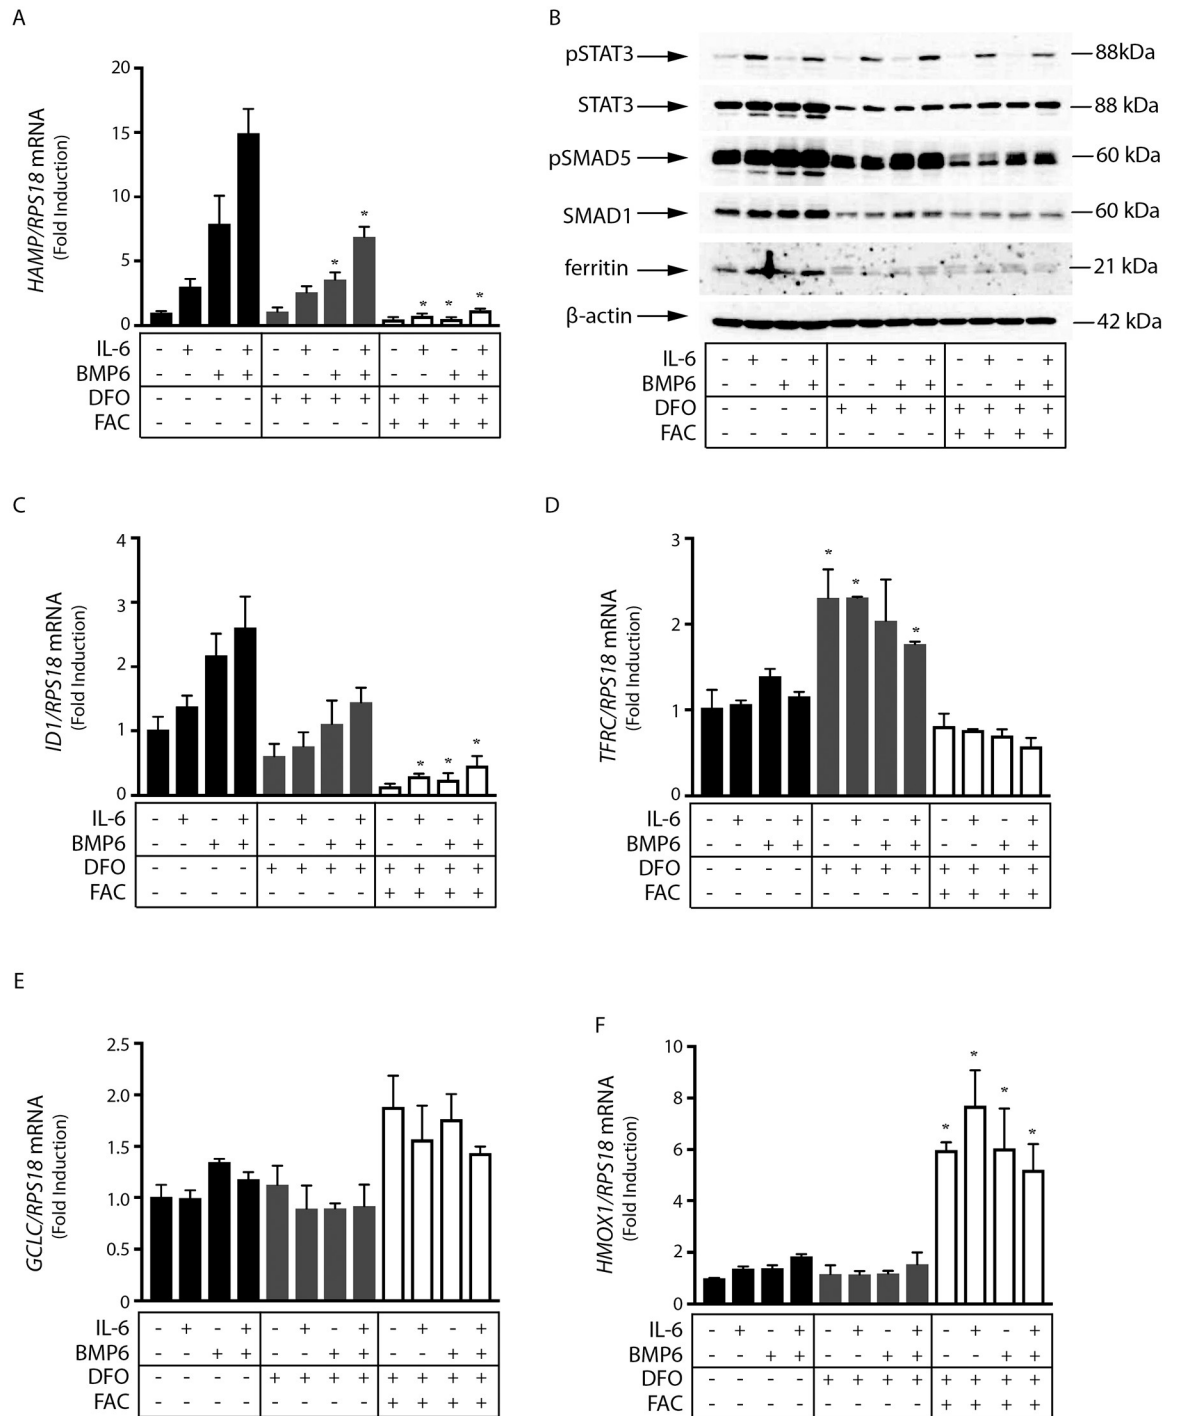 A
20
15
10
5
0
HAMP/RPS18 mRNA
(Fold Induction)
*
*
*
*
*
IL-6 - + - + - + - + - + - +
BMP6 - - + + - - + + - - + +
DFO - - - - + + + + + + + +
FAC - - - - - - - - + + + +
B
pSTAT3 88kDa
STAT3 88 kDa
pSMAD5 60 kDa
SMAD1 60 kDa
ferritin 21 kDa
β-actin 42 kDa
IL-6 - + - + - + - + - + - +
BMP6 - - + + - - + + - - + +
DFO - - - - + + + + + + + +
FAC - - - - - - - - + + + +
C
4
3
2
1
0
ID1/RPS18 mRNA
(Fold Induction)
*
*
*
IL-6 - + - + - + - + - + - +
BMP6 - - + + - - + + - - + +
DFO - - - - + + + + + + + +
FAC - - - - - - - - + + + +
D
3
2
1
0
TFRC/RPS18 mRNA
(Fold Induction)
*
*
*
IL-6 - + - + - + - + - + - +
BMP6 - - + + - - + + - - + +
DFO - - - - + + + + + + + +
FAC - - - - - - - - + + + +
E
2.5
2.0
1.5
1.0
0.5
0
GCLC/RPS18 mRNA
(Fold Induction)
IL-6 - + - + - + - + - + - +
BMP6 - - + + - - + + - - + +
DFO - - - - + + + + + + + +
FAC - - - - - - - - + + + +
F
10
8
6
4
2
0
HMOX1/RPS18 mRNA
(Fold Induction)
*
*
*
*
IL-6 - + - + - + - + - + - +
BMP6 - - + + - - + + - - + +
DFO - - - - + + + + + + + +
FAC - - - - - - - - + + + +